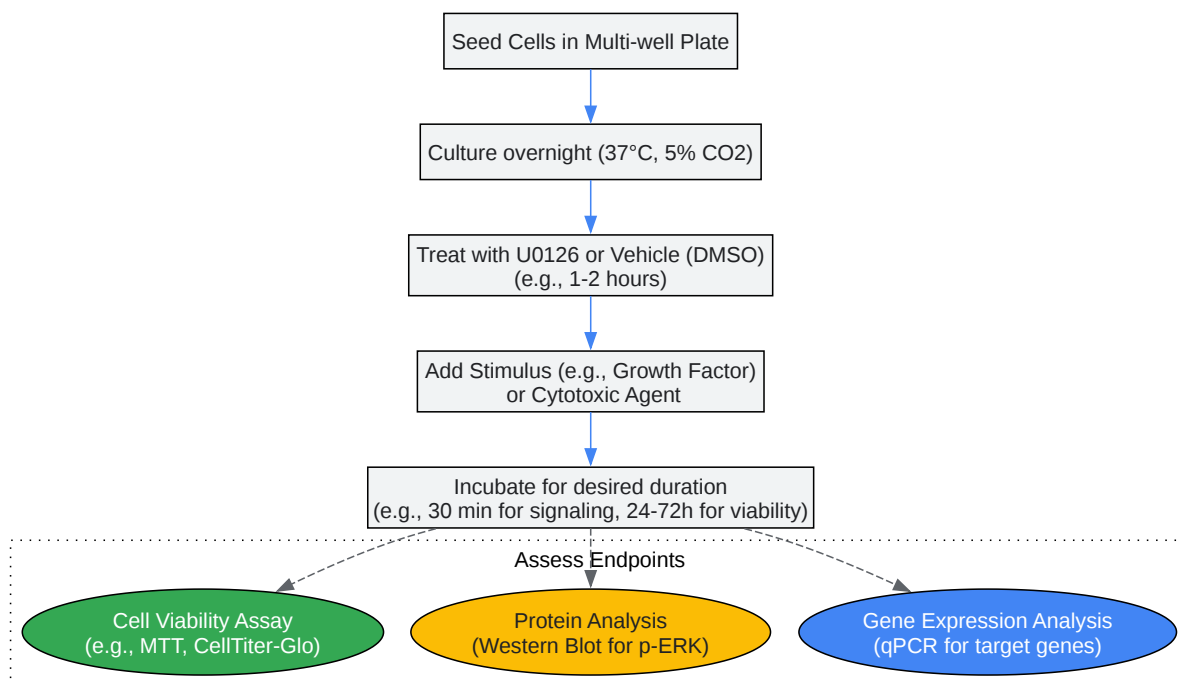 Seed Cells in Multi-well Plate
Culture overnight (37°C, 5% CO2)
Treat with U0126 or Vehicle (DMSO)
(e.g., 1-2 hours)
Add Stimulus (e.g., Growth Factor)
or Cytotoxic Agent
Incubate for desired duration
(e.g., 30 min for signaling, 24-72h for viability)
Assess Endpoints
Cell Viability Assay
(e.g., MTT, CellTiter-Glo)
Protein Analysis
(Western Blot for p-ERK)
Gene Expression Analysis
(qPCR for target genes)